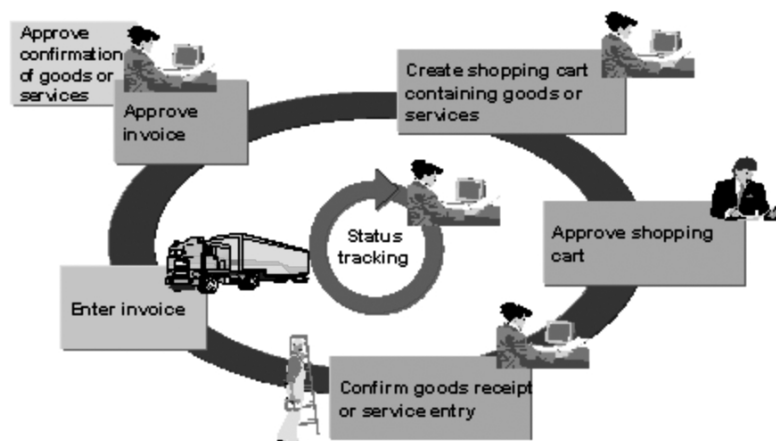 Approve
confirmation
of goods or
services
Approve
invoice
Create shopping cart
containing goods or
services
Status
tracking
Approve shopping
cart
Enter invoice
Confirm goods receipt
or service entry